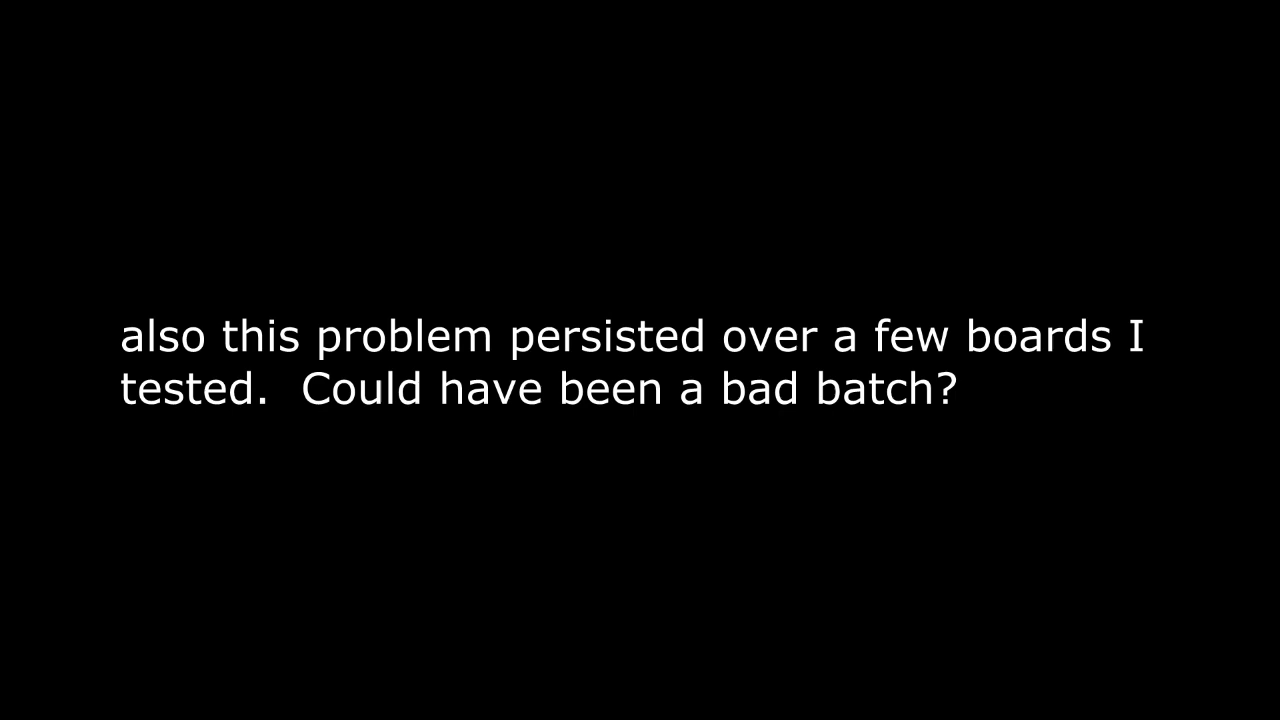 also this problem persisted over a few boards I
tested.  Could have been a bad batch?